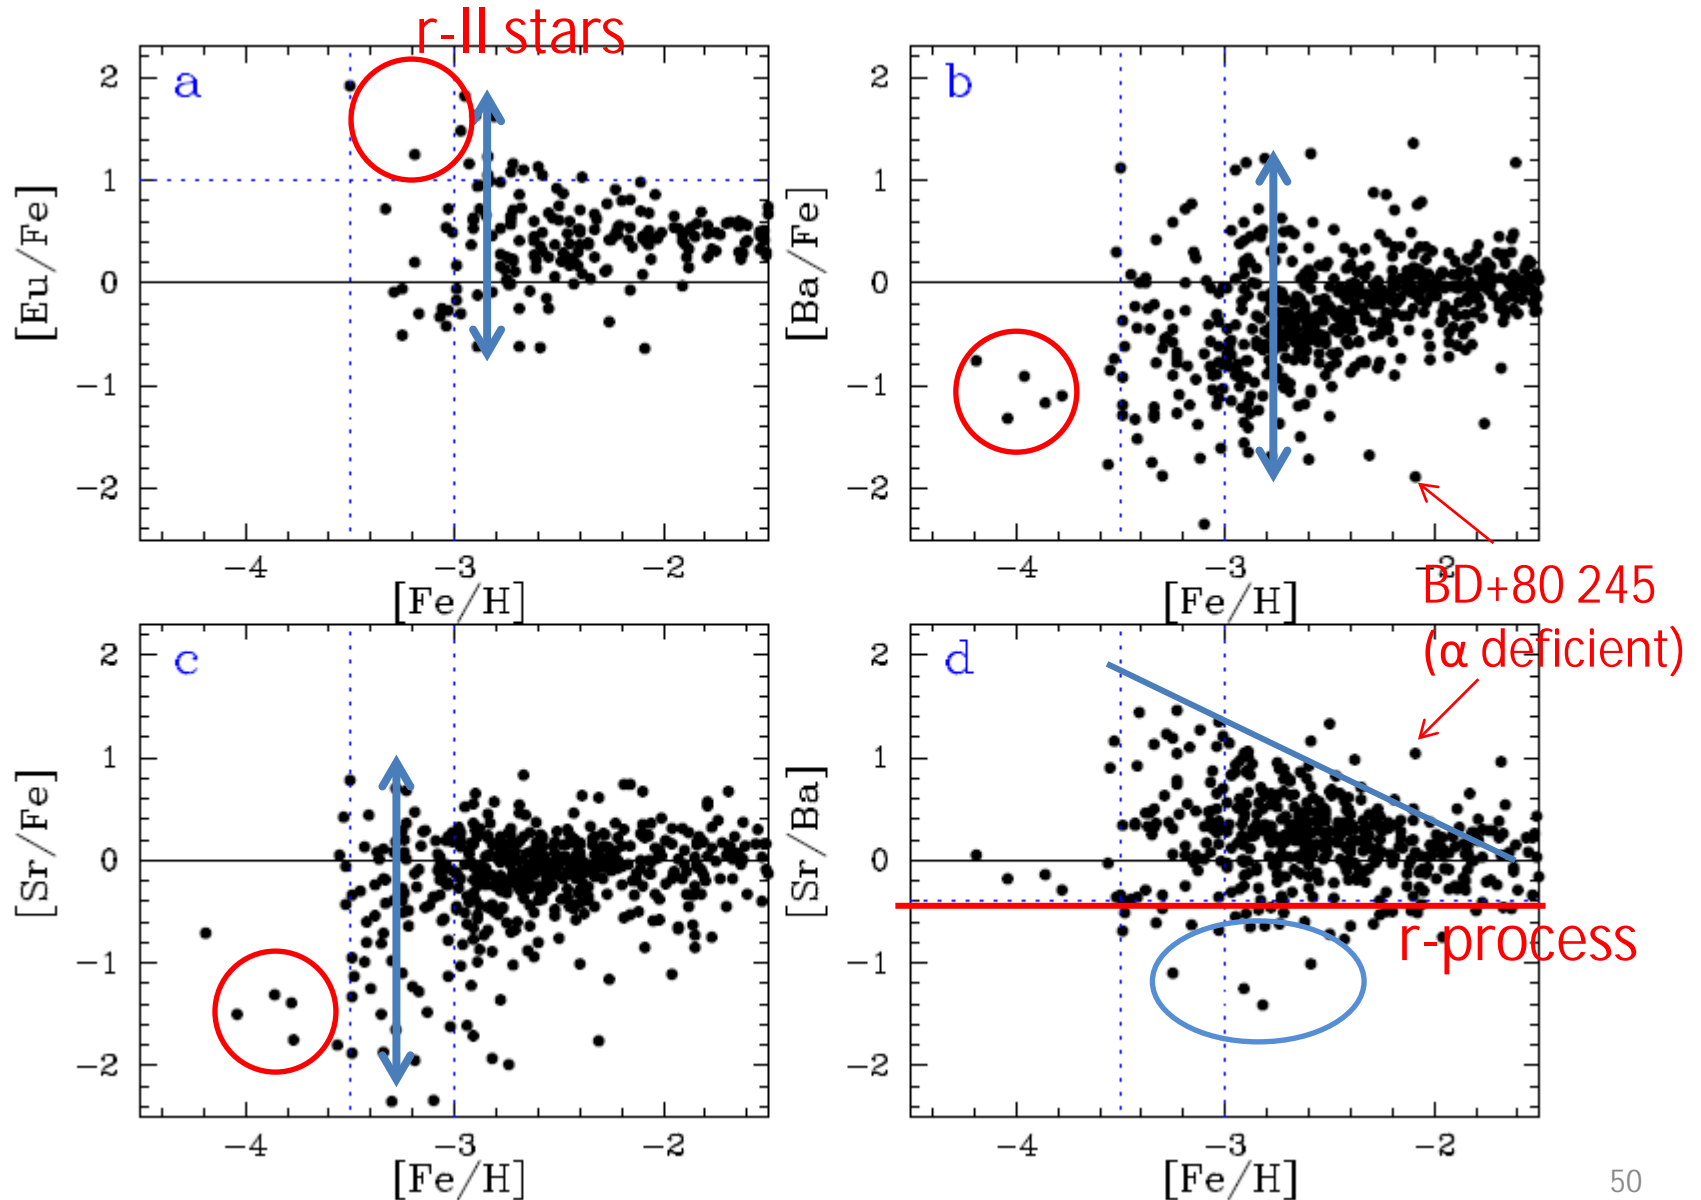 r-II stars
a
b
2
1
0
−1
−2
[Eu/Fe]
2
1
0
−1
−2
[Ba/Fe]
−4
−3
−2
[Fe/H]
−4
−3
−2
[Fe/H]
BD+80 245
(α deficient)
c
d
2
1
0
−1
−2
[Sr/Fe]
2
1
0
−1
−2
[Sr/Ba]
r-process
−4
−3
−2
[Fe/H]
−4
−3
−2
[Fe/H]
50